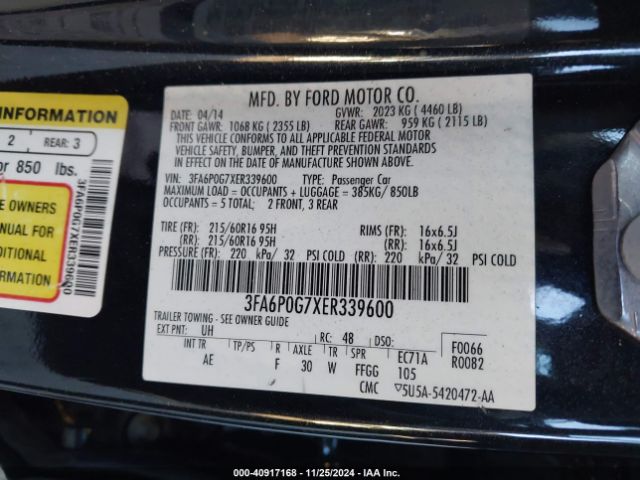 MFD. BY FORD MOTOR CO.
DATE: 04/14 GVWR: 2023 KG ( 4460 LB)
FRONT GAWR: 1068 KG ( 2355 LB) REAR GAWR: 959 KG ( 2115 LB)
THIS VEHICLE CONFORMS TO ALL APPLICABLE FEDERAL MOTOR
VEHICLE SAFETY, BUMPER, AND THEFT PREVENTION STANDARDS
IN EFFECT ON THE DATE OF MANUFACTURE SHOWN ABOVE.
VIN: 3FA6P0G7XER339600 TYPE: Passenger Car
MAXIMUM LOAD = OCCUPANTS + LUGGAGE = 385KG/ 850LB
OCCUPANTS = 5 TOTAL; 2 FRONT, 3 REAR
TIRE (FR): 215/60R16 95H RIMS (FR): 16x6.5J
(RR): 215/60R16 95H (RR): 16x6.5J
PRESSURE (FR): 220 kPa/ 32 PSI COLD (RR): 220 kPa/ 32 PSI COLD
3FA6P0G7XER339600
TRAILER TOWING - SEE OWNER GUIDE
EXT PNT: UH RC: 48 DSO: F0066
INT TR TP/PS R AXLE TR SPR EC71A R0082
AE F 30 W FFGG 105
CMC ▽5U5A-5420472-AA
INFORMATION
2 REAR: 3
or 850 lbs.
E OWNERS
NUAL FOR
DITIONAL
ORMATION
3FA6P0G7XER339600
000-40917168 - 11/25/2024 - IAA Inc.